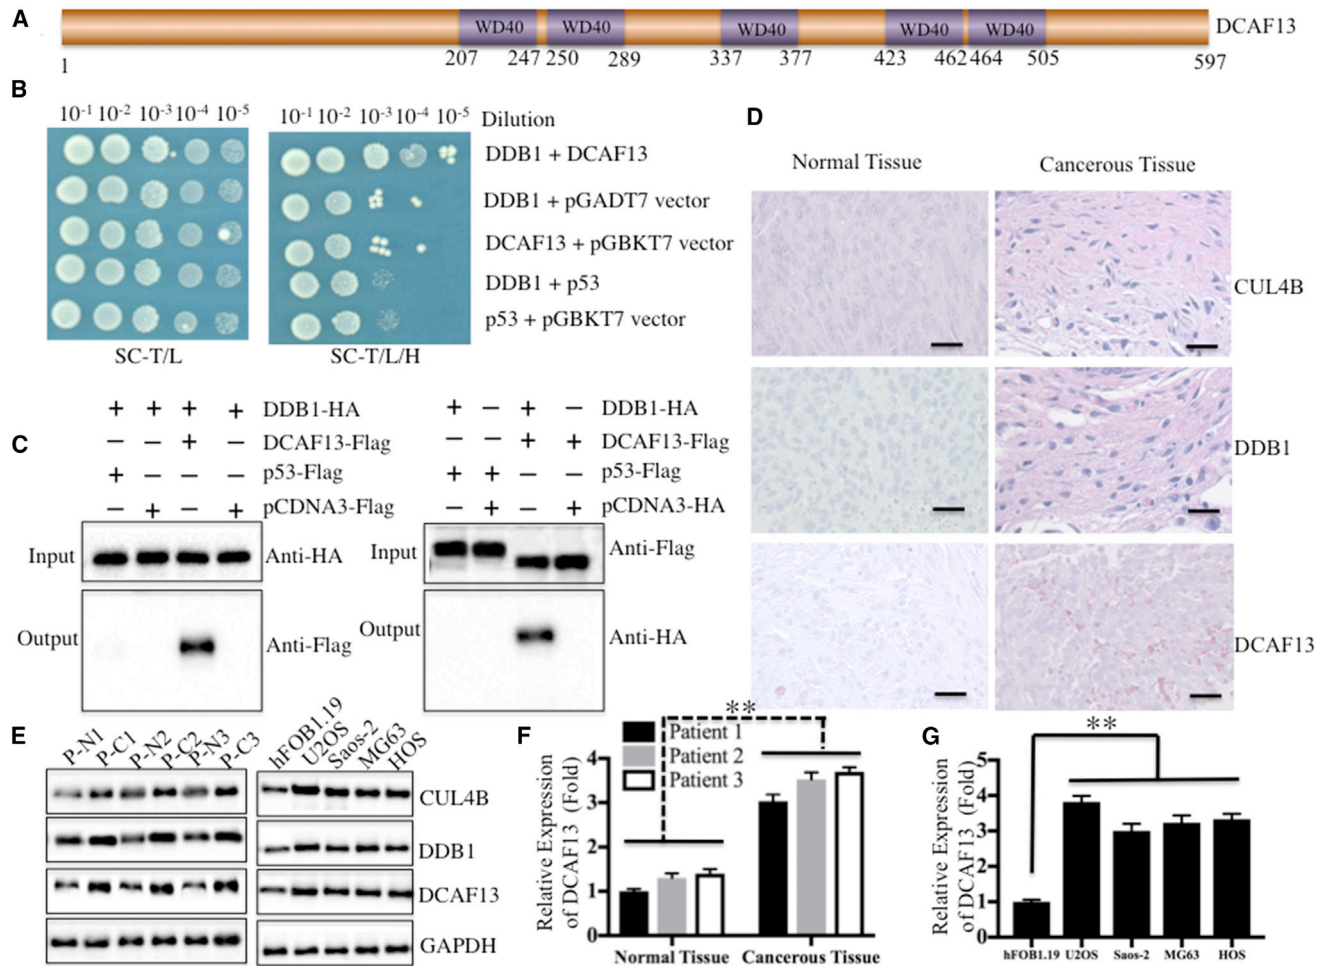 A
WD40 WD40 WD40 WD40 WD40 DCAF13
1 207 247 250 289 337 377 423 462 464 505 597
B
10-1 10-2 10-3 10-4 10-5 10-1 10-2 10-3 10-4 10-5 Dilution
DDB1 + DCAF13
DDB1 + pGADT7 vector
DCAF13 + pGBKT7 vector
DDB1 + p53
p53 + pGBKT7 vector
SC-T/L SC-T/L/H
C
+ + + + DDB1-HA
− − + − DCAF13-Flag
+ − − − p53-Flag
− + − + pCDNA3-Flag
Input Anti-HA
Output Anti-Flag
+ − + − DDB1-HA
− − + + DCAF13-Flag
+ + − − p53-Flag
− + − + pCDNA3-HA
Input Anti-Flag
Output Anti-HA
D
Normal Tissue Cancerous Tissue
CUL4B
DDB1
DCAF13
E
P-N1 P-C1 P-N2 P-C2 P-N3 P-C3 hFOB1.19 U2OS Saos-2 MG63 HOS
CUL4B
DDB1
DCAF13
GAPDH
F
**
Patient 1
Patient 2
Patient 3
Relative Expression
of DCAF13 (Fold)
4
3
2
1
0
Normal Tissue Cancerous Tissue
G
**
Relative Expression
of DCAF13 (Fold)
5
4
3
2
1
0
hFOB1.19 U2OS Saos-2 MG63 HOS